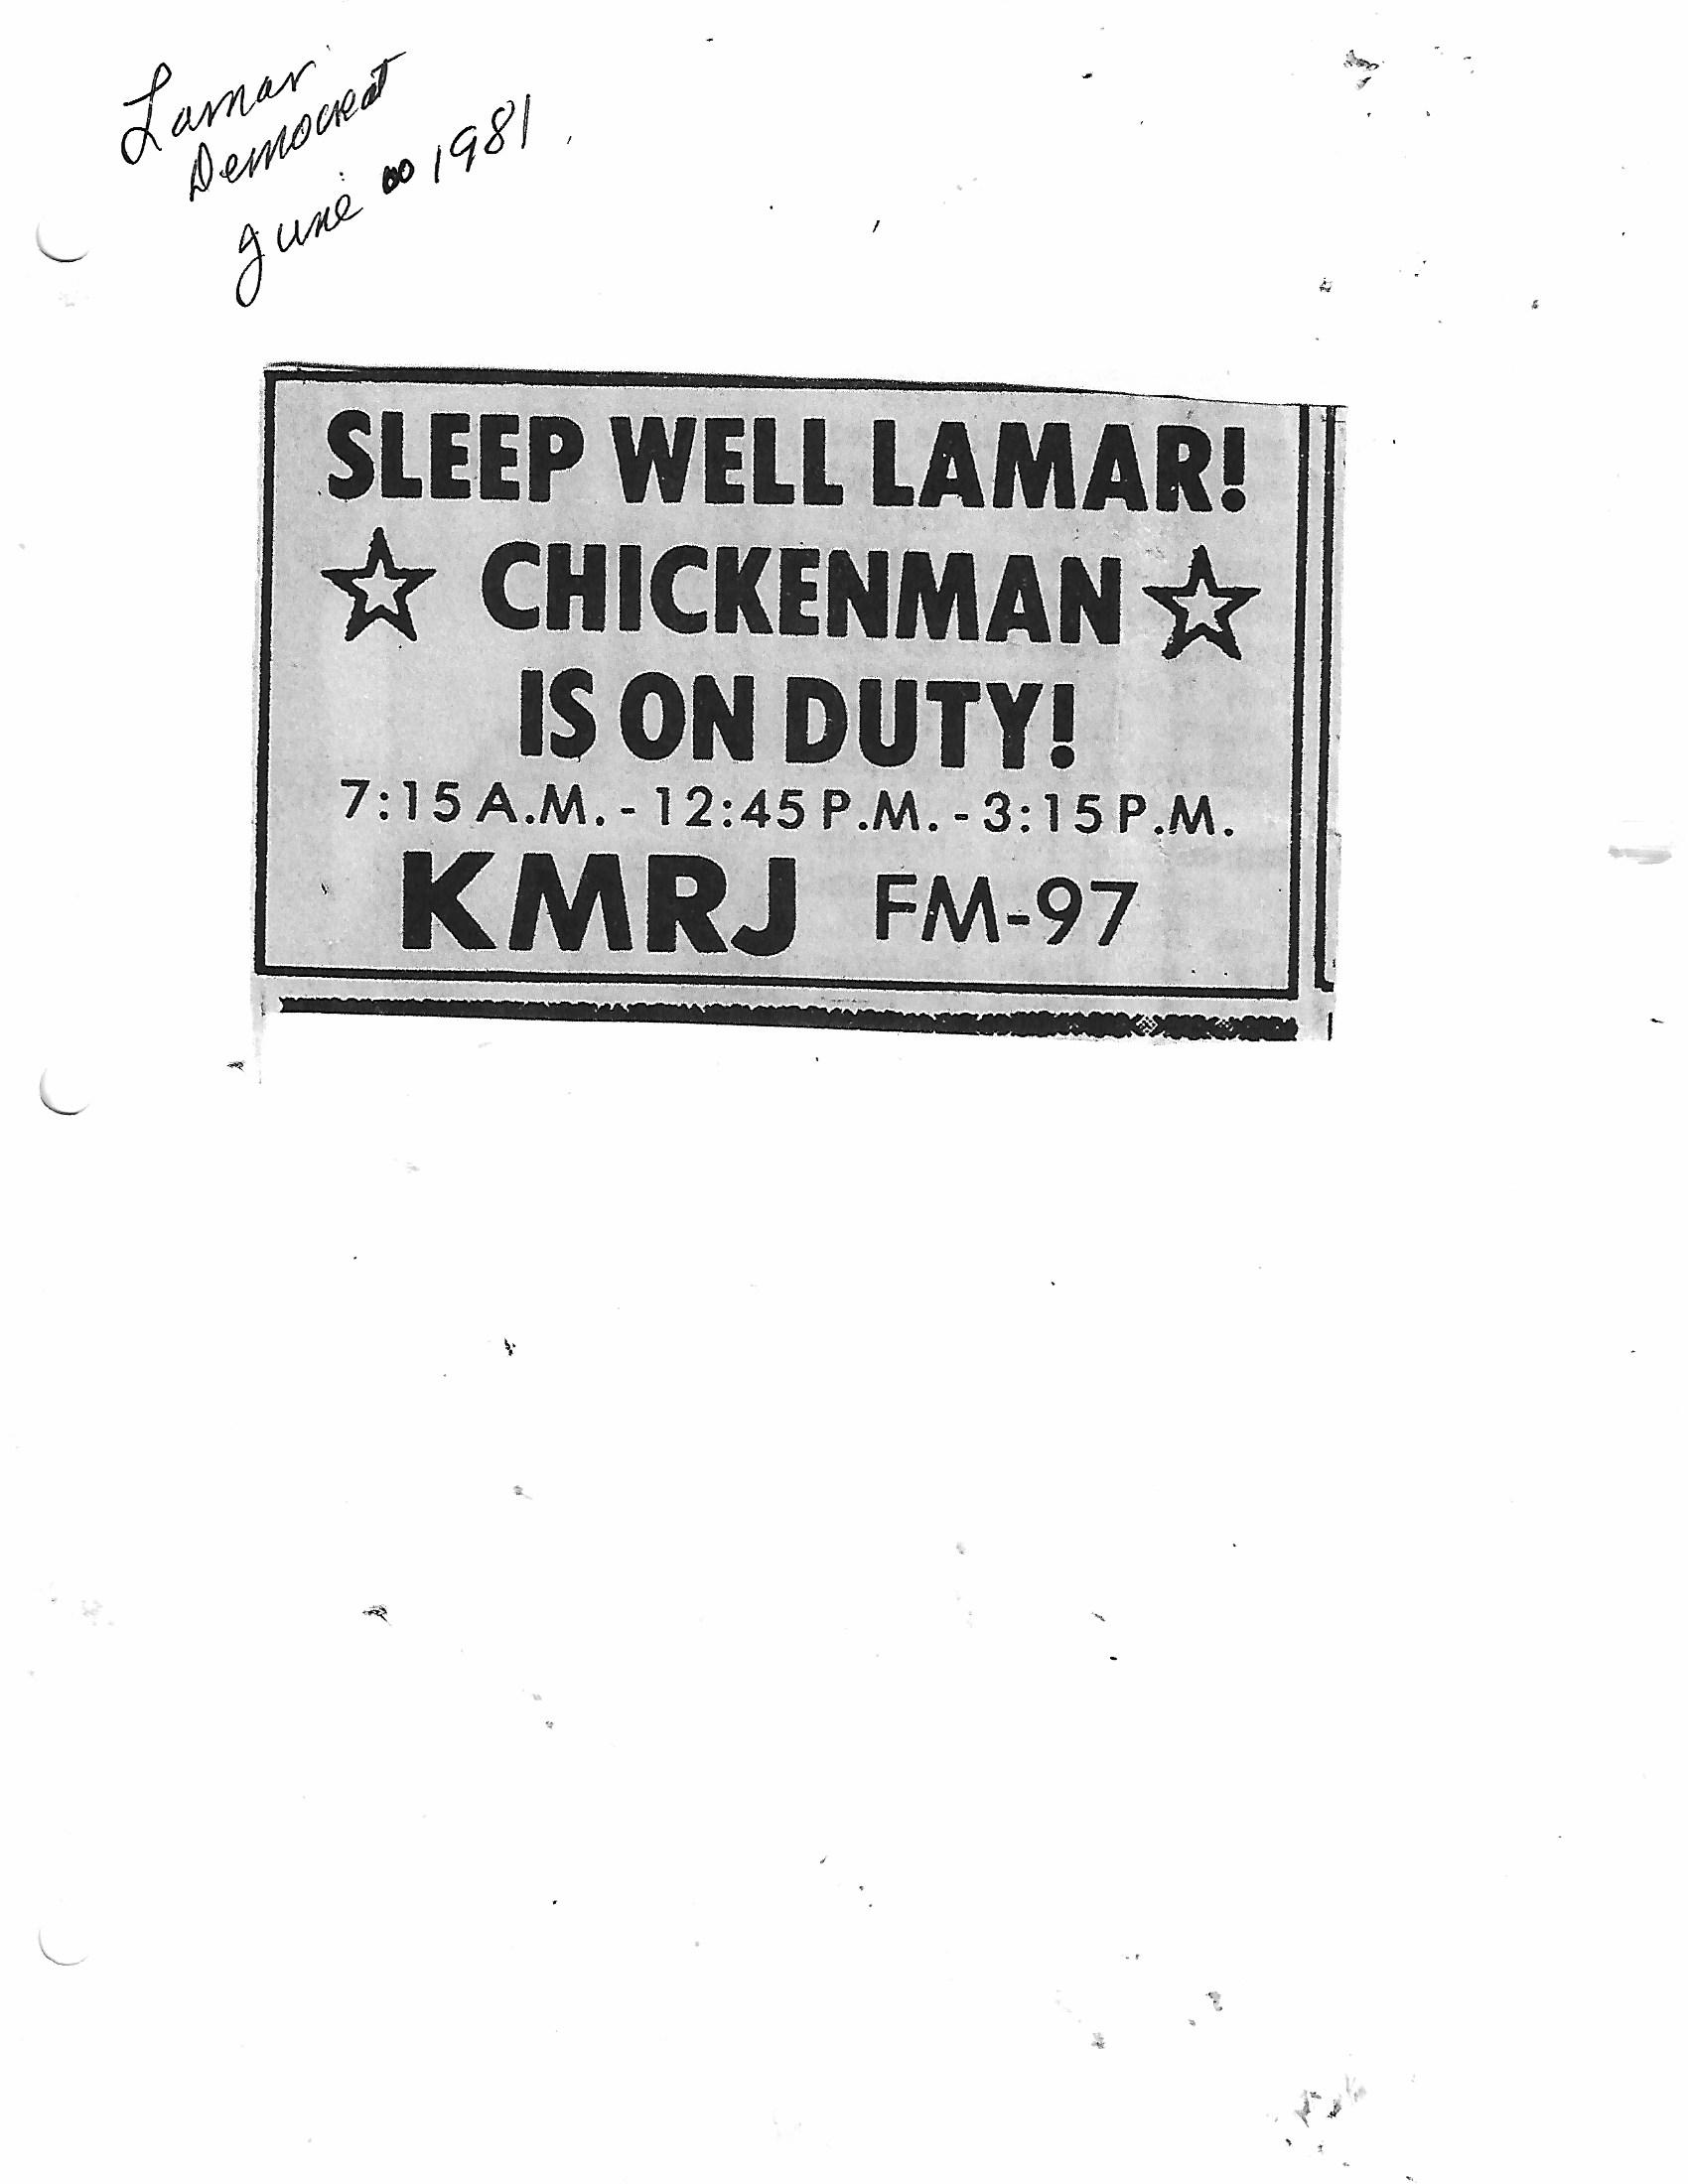 Lamar
Democrat
June 1981
SLEEP WELL LAMAR!
CHICKENMAN
IS ON DUTY!
7:15 A.M. - 12:45 P.M. - 3:15 P.M.
KMRJ FM-97